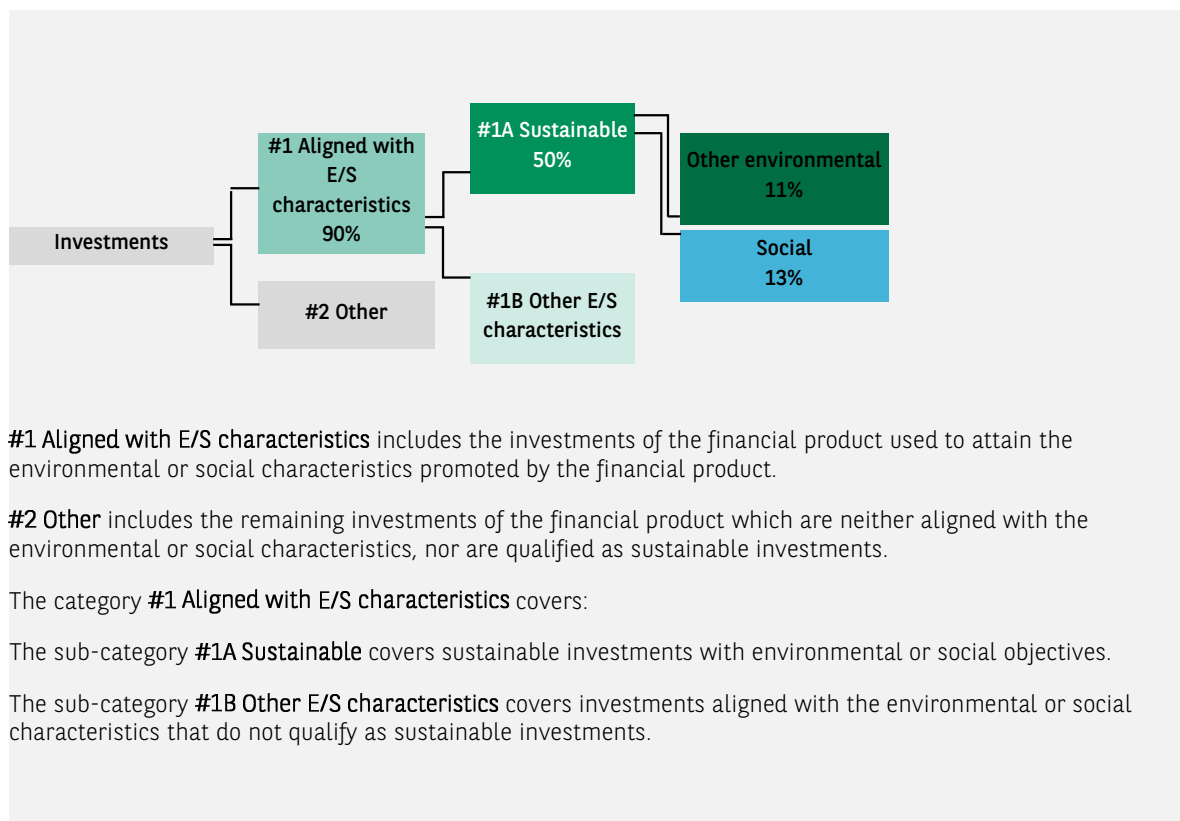 #1A Sustainable
50%
#1 Aligned with
E/S
characteristics
90%
Other environmental
11%
Investments
Social
13%
#2 Other
#1B Other E/S
characteristics
#1 Aligned with E/S characteristics includes the investments of the financial product used to attain the
environmental or social characteristics promoted by the financial product.
#2 Other includes the remaining investments of the financial product which are neither aligned with the
environmental or social characteristics, nor are qualified as sustainable investments.
The category #1 Aligned with E/S characteristics covers:
The sub-category #1A Sustainable covers sustainable investments with environmental or social objectives.
The sub-category #1B Other E/S characteristics covers investments aligned with the environmental or social
characteristics that do not qualify as sustainable investments.